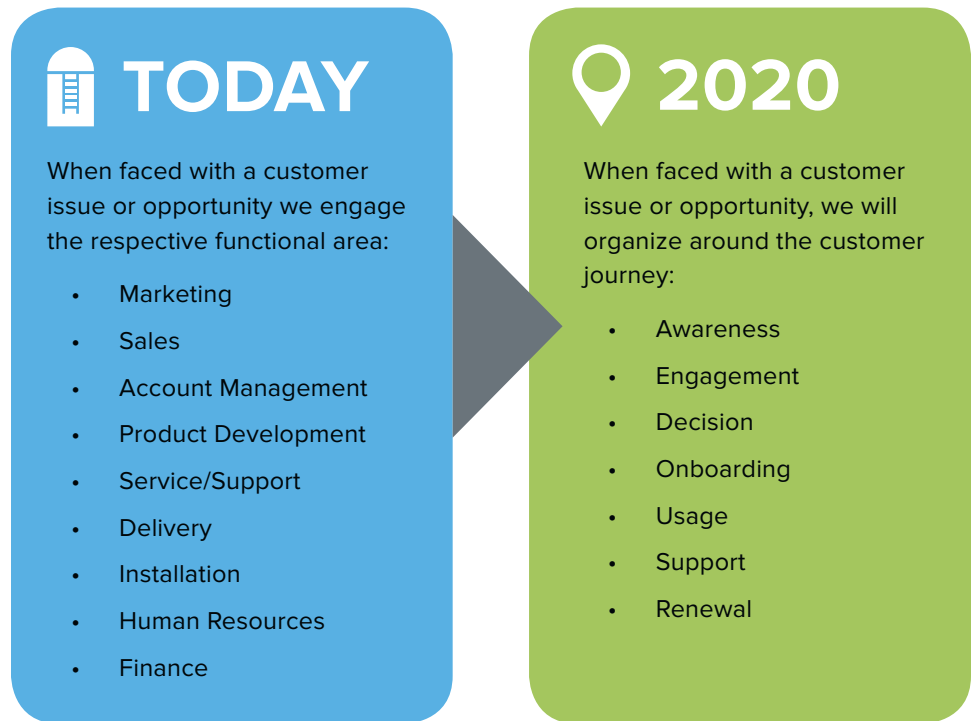 TODAY
When faced with a customer
issue or opportunity we engage
the respective functional area:
• Marketing
• Sales
• Account Management
• Product Development
• Service/Support
• Delivery
• Installation
• Human Resources
• Finance
2020
When faced with a customer
issue or opportunity, we will
organize around the customer
journey:
• Awareness
• Engagement
• Decision
• Onboarding
• Usage
• Support
• Renewal